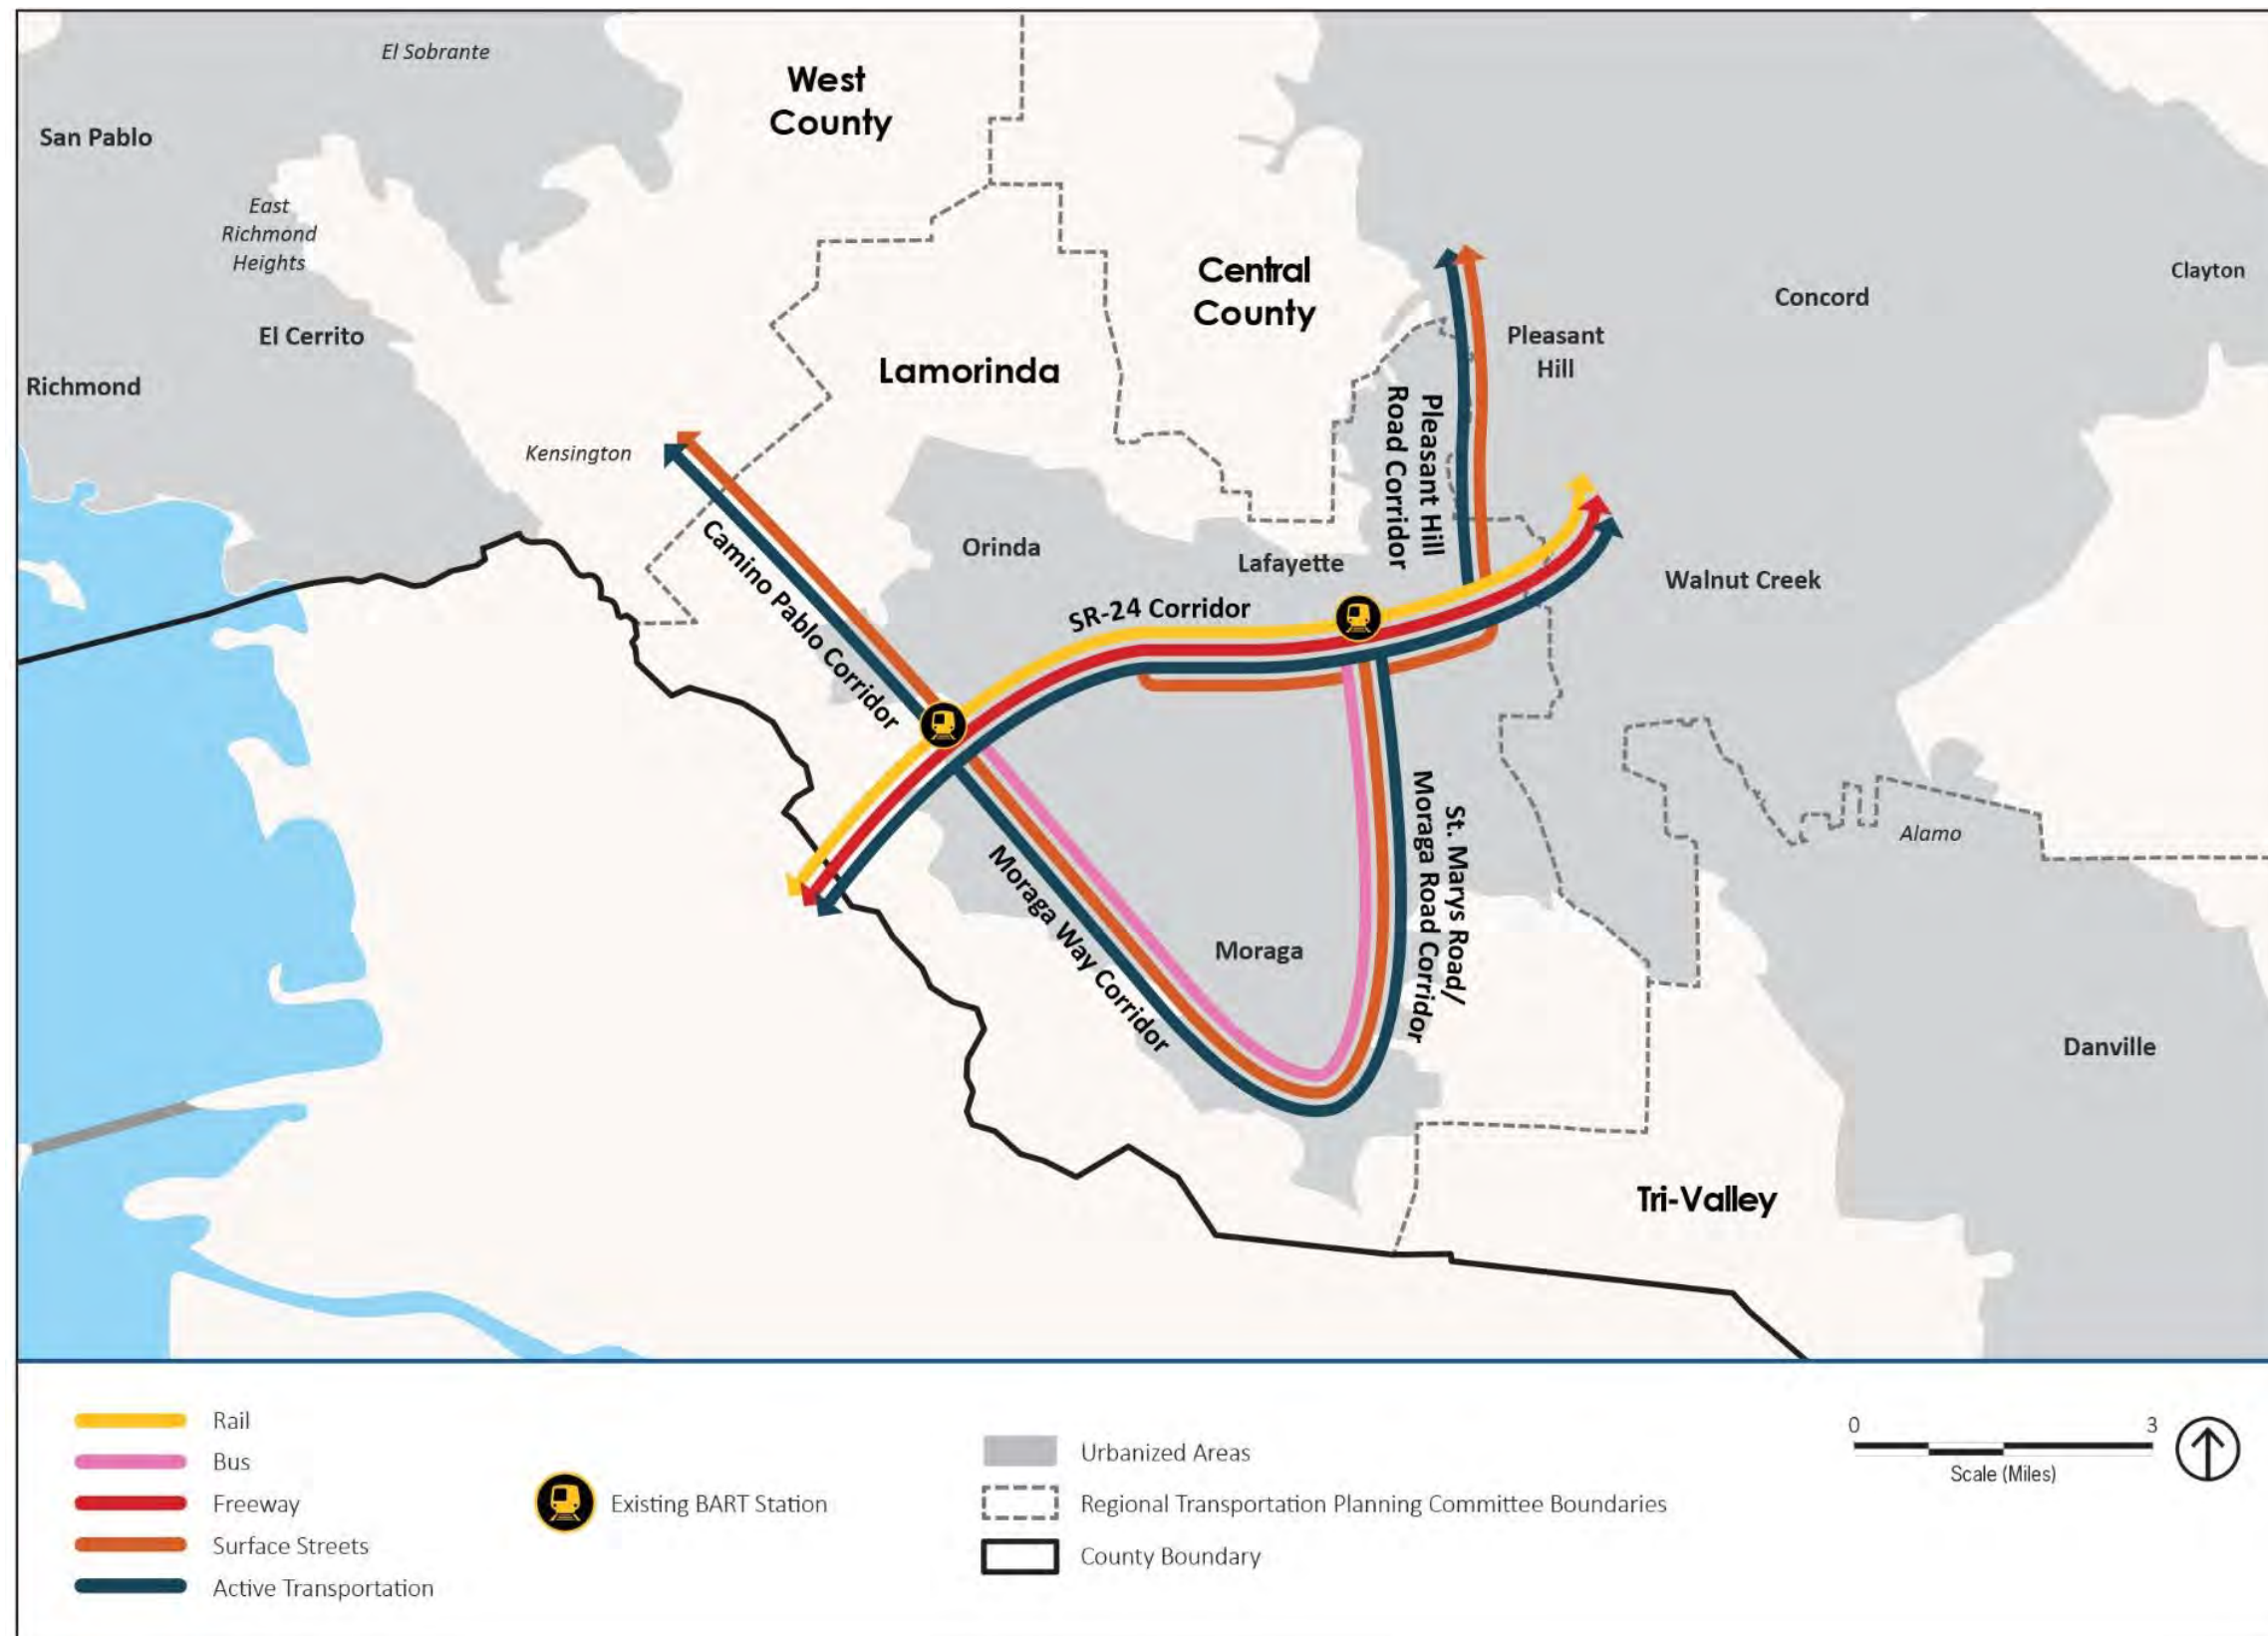 El Sobrante
West
County
San Pablo
East
Richmond
Heights
Central
County
Clayton
Concord
El Cerrito
Pleasant
Hill
Richmond
Lamorinda
Pleasant Hill
Road Corridor
Kensington
Camino Pablo Corridor
Orinda
Lafayette
Walnut Creek
SR-24 Corridor
St. Marys Road/
Moraga Road Corridor
Alamo
Moraga Way Corridor
Moraga
Danville
Tri-Valley
Rail
Bus
Freeway
Surface Streets
Active Transportation
Existing BART Station
Urbanized Areas
Regional Transportation Planning Committee Boundaries
County Boundary
0 3
Scale (Miles)